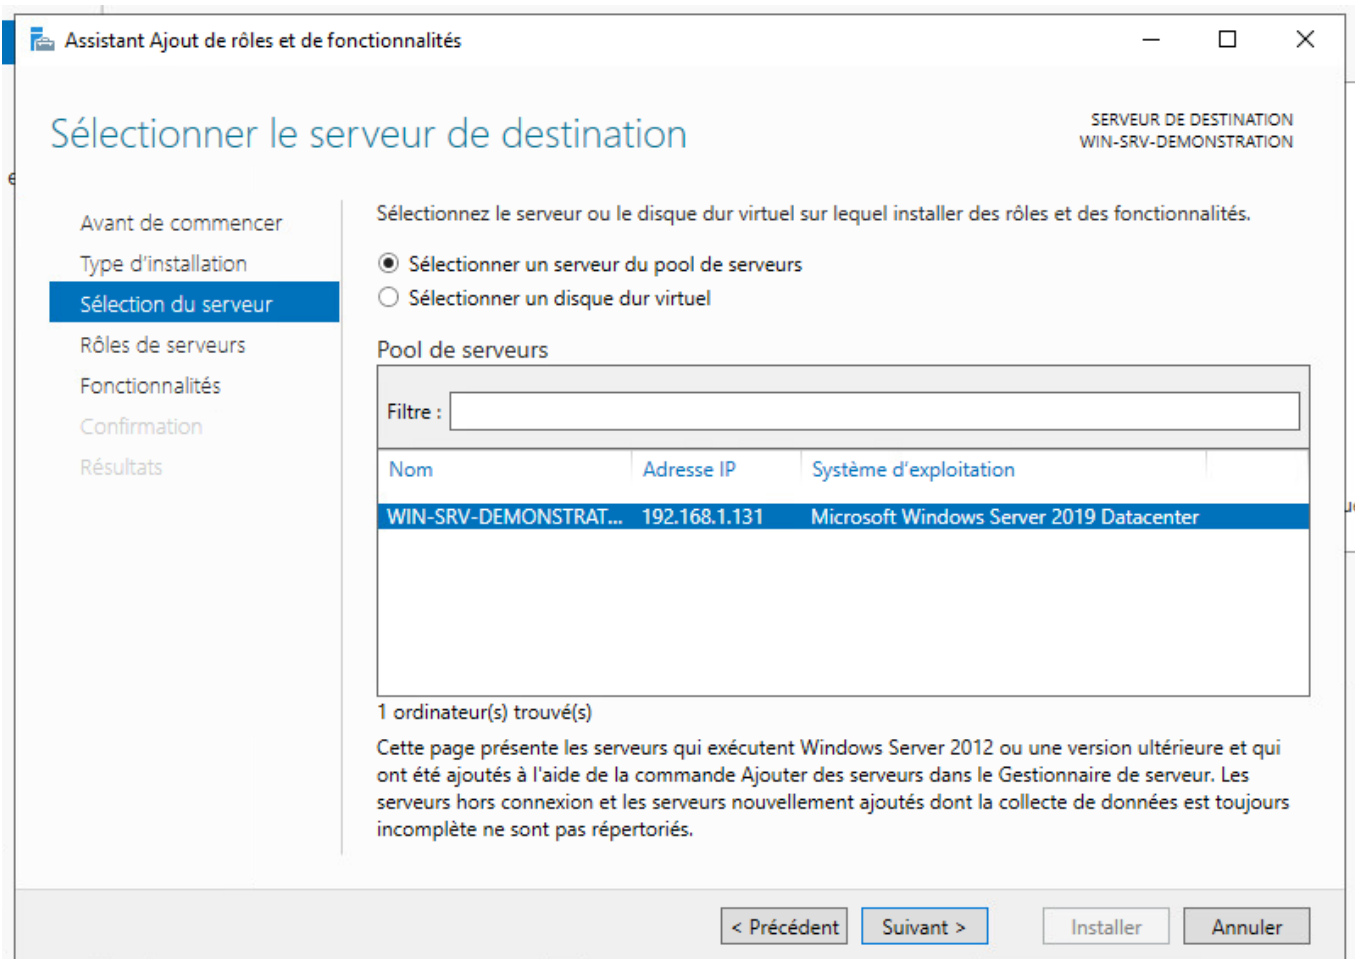 Assistant Ajout de rôles et de fonctionnalités
Sélectionner le serveur de destination
SERVEUR DE DESTINATION
WIN-SRV-DEMONSTRATION
Avant de commencer
Type d'installation
Sélection du serveur
Rôles de serveurs
Fonctionnalités
Confirmation
Résultats
Sélectionnez le serveur ou le disque dur virtuel sur lequel installer des rôles et des fonctionnalités.
Sélectionner un serveur du pool de serveurs
Sélectionner un disque dur virtuel
Pool de serveurs
Filtre :
Nom Adresse IP Système d'exploitation
WIN-SRV-DEMONSTRAT... 192.168.1.131 Microsoft Windows Server 2019 Datacenter
1 ordinateur(s) trouvé(s)
Cette page présente les serveurs qui exécutent Windows Server 2012 ou une version ultérieure et qui
ont été ajoutés à l'aide de la commande Ajouter des serveurs dans le Gestionnaire de serveur. Les
serveurs hors connexion et les serveurs nouvellement ajoutés dont la collecte de données est toujours
incomplète ne sont pas répertoriés.
< Précédent Suivant > Installer Annuler